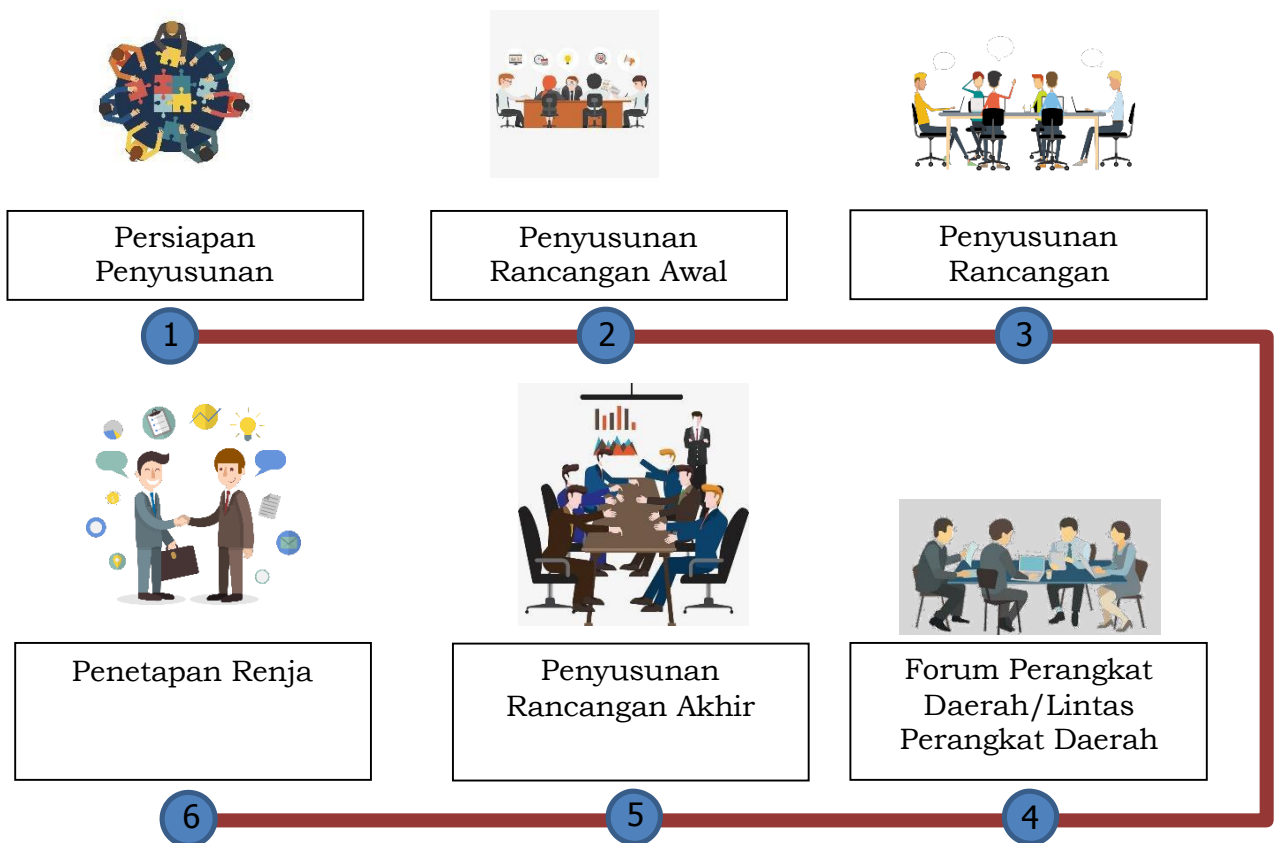 Persiapan
Penyusunan
Penyusunan
Rancangan Awal
Penyusunan
Rancangan
1
2
3
Penetapan Renja
Penyusunan
Rancangan Akhir
Forum Perangkat
Daerah/Lintas
Perangkat Daerah
6
5
4